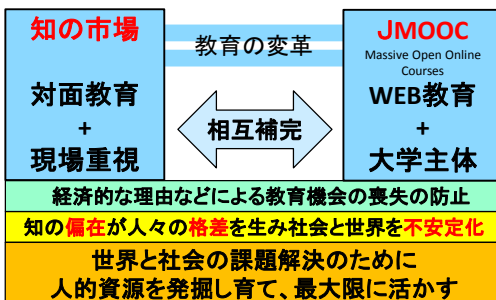 知の市場
対面教育
+
現場重視
教育の変革
相互補完
JMOOC
Massive Open Online
Courses
WEB教育
+
大学主体
経済的な理由などによる教育機会の喪失の防止
知の偏在が人々の格差を生み社会と世界を不安定化
世界と社会の課題解決のために
人的資源を発掘し育て、最大限に活かす